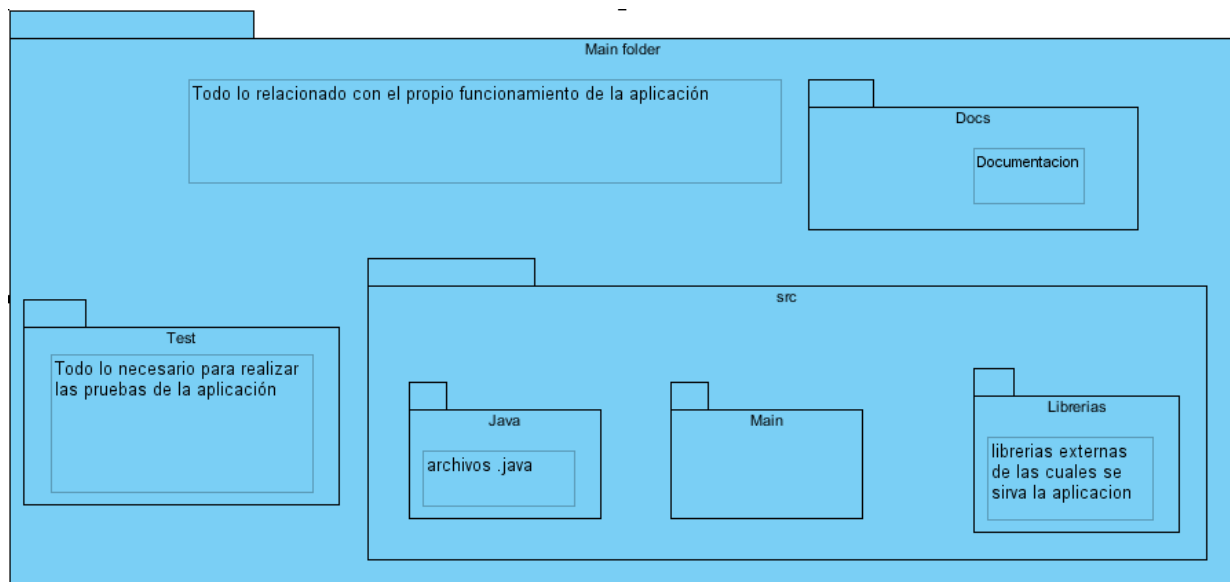 Main folder
Todo lo relacionado con el propio funcionamiento de la aplicación
Docs
Documentacion
Test
Todo lo necesario para realizar
las pruebas de la aplicación
src
Java
archivos .java
Main
Librerias
librerias externas
de las cuales se
sirva la aplicacion